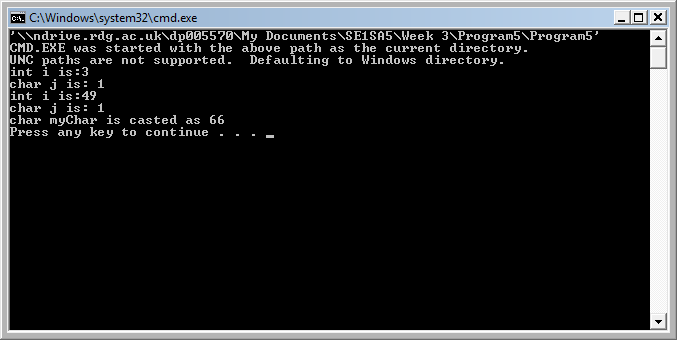 C:\Windows\system32\cmd.exe
'\\ndrive.rdg.ac.uk\dp005570\My Documents\SE1SA5\Week 3\Program5\Program5'
CMD.EXE was started with the above path as the current directory.
UNC paths are not supported.  Defaulting to Windows directory.
int i is:3
char j is: 1
int i is:49
char j is: 1
char myChar is casted as 66
Press any key to continue . . . _